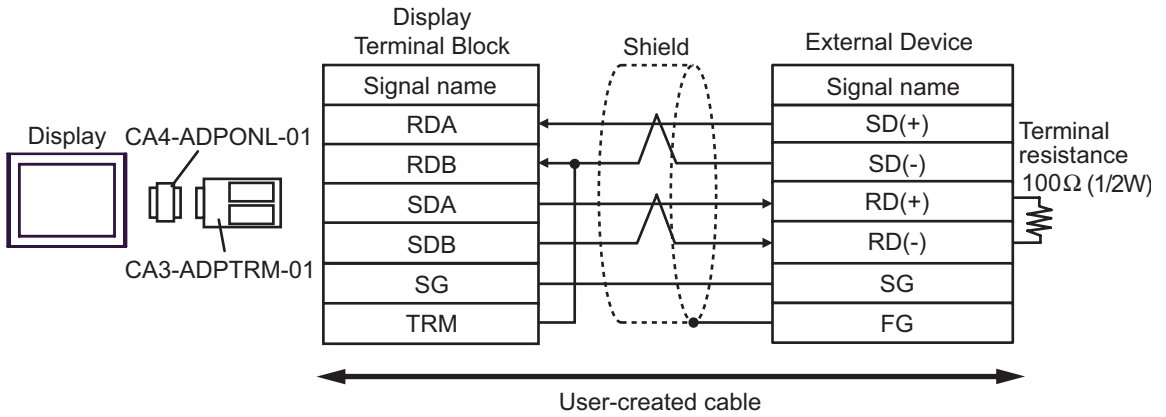 Display
Terminal Block
Shield
External Device
Signal name
RDA
RDB
SDA
SDB
SG
TRM
Signal name
SD(+)
SD(-)
RD(+)
RD(-)
SG
FG
Display
CA4-ADPONL-01
CA3-ADPTRM-01
Terminal
resistance
100Ω (1/2W)
User-created cable